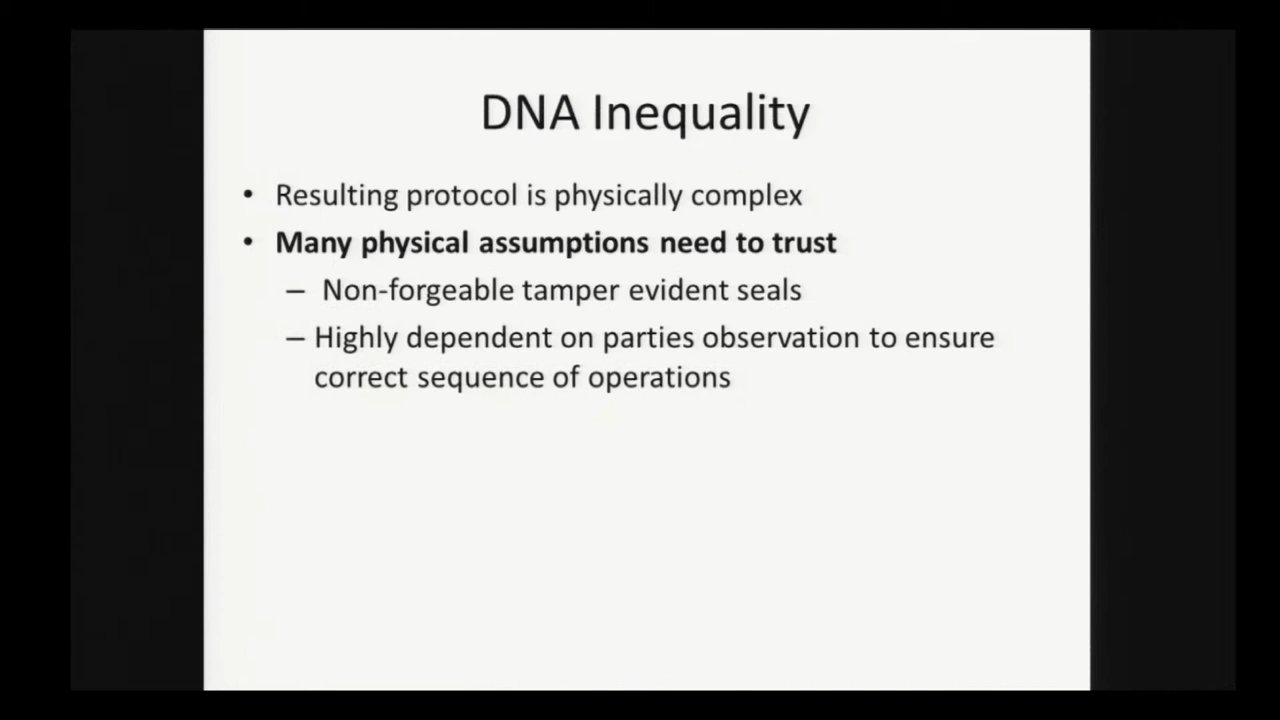 DNA Inequality
• Resulting protocol is physically complex
• Many physical assumptions need to trust
– Non-forgeable tamper evident seals
– Highly dependent on parties observation to ensure
correct sequence of operations